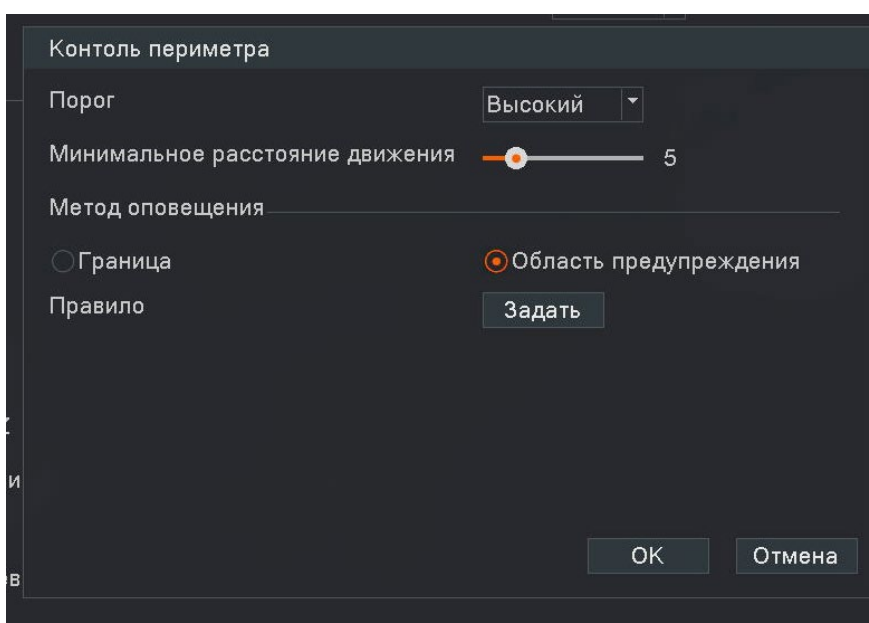 Контоль периметра
Порог Высокий
Минимальное расстояние движения 5
Метод оповещения
Граница Область предупреждения
Правило Задать
и
OK Отмена
в